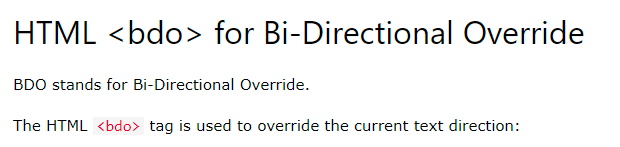 HTML <bdo> for Bi-Directional Override
BDO stands for Bi-Directional Override.
The HTML <bdo> tag is used to override the current text direction: